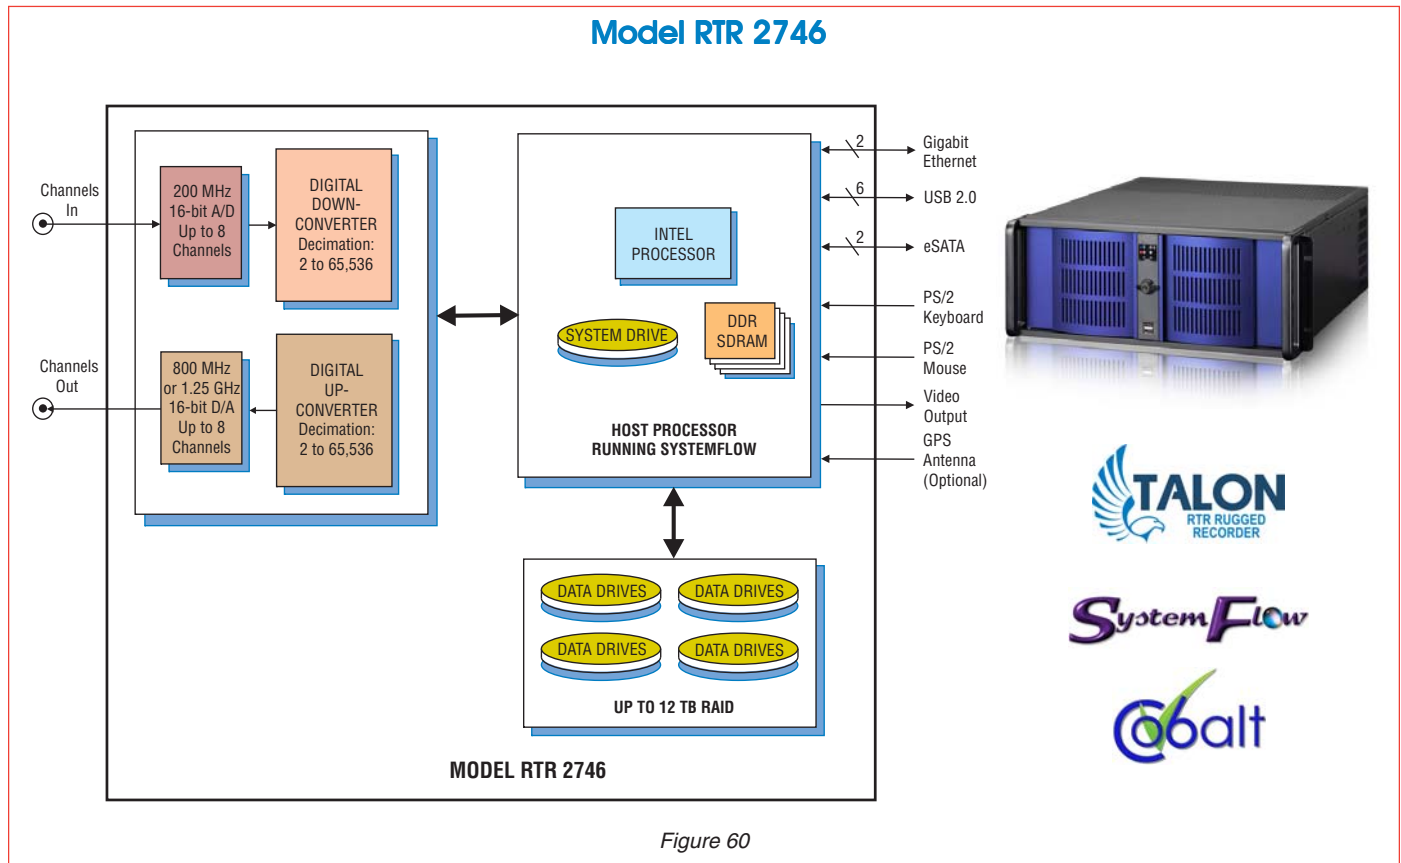 Model RTR 2746
Channels
In
200 MHz
16-bit A/D
Up to 8
Channels
DIGITAL
DOWN-
CONVERTER
Decimation:
2 to 65,536
Channels
Out
800 MHz
or 1.25 GHz
16-bit D/A
Up to 8
Channels
DIGITAL
UP-
CONVERTER
Decimation:
2 to 65,536
INTEL
PROCESSOR
SYSTEM DRIVE
DDR
SDRAM
HOST PROCESSOR
RUNNING SYSTEMFLOW
2
Gigabit
Ethernet
6
USB 2.0
2
eSATA
PS/2
Keyboard
PS/2
Mouse
Video
Output
GPS
Antenna
(Optional)
DATA DRIVES
DATA DRIVES
DATA DRIVES
DATA DRIVES
UP TO 12 TB RAID
MODEL RTR 2746
TALON
RTR RUGGED
RECORDER
SystemFlow
Cobalt
Figure 60